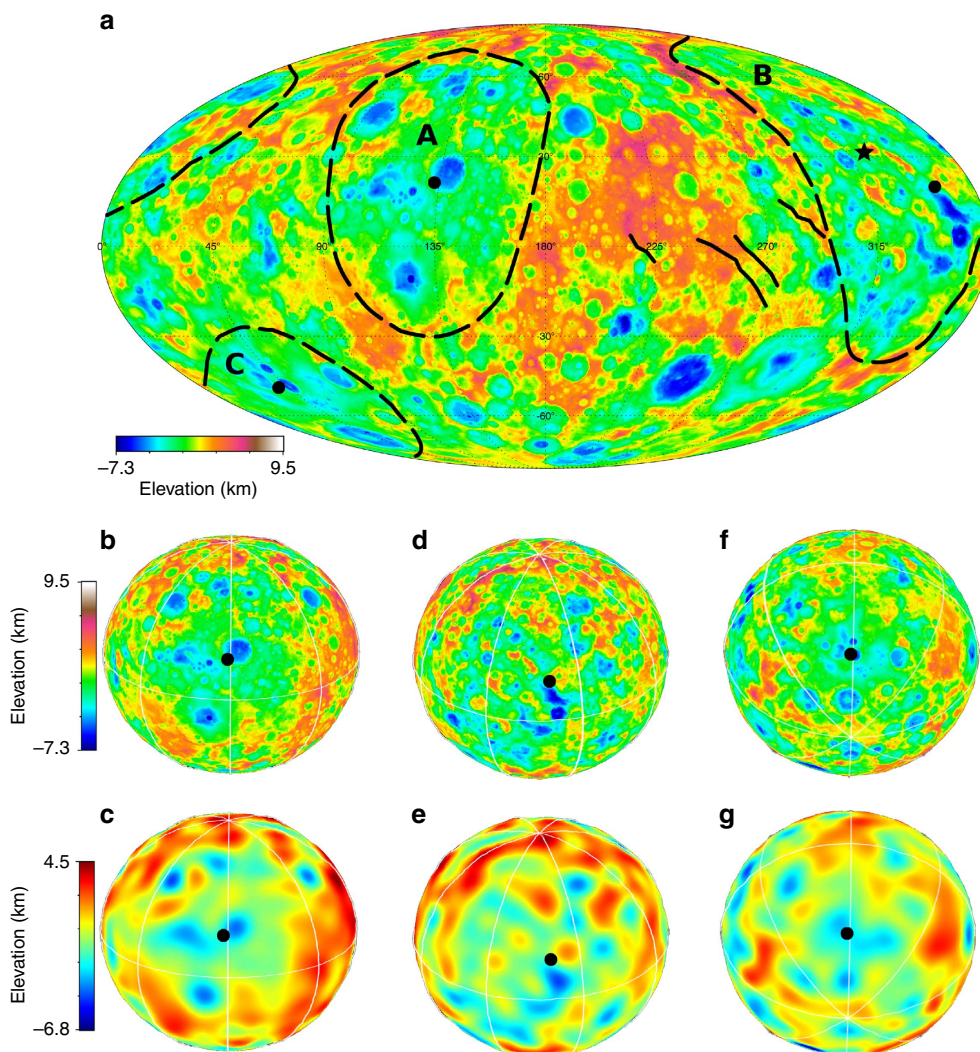 a
60°
B
A
30°
0° 45° 90° 135° 180° 225° 270° 315°
-30°
C
-60°
–7.3 9.5
Elevation (km)
b d f
9.5
Elevation (km)
–7.3
c e g
4.5
Elevation (km)
–6.8